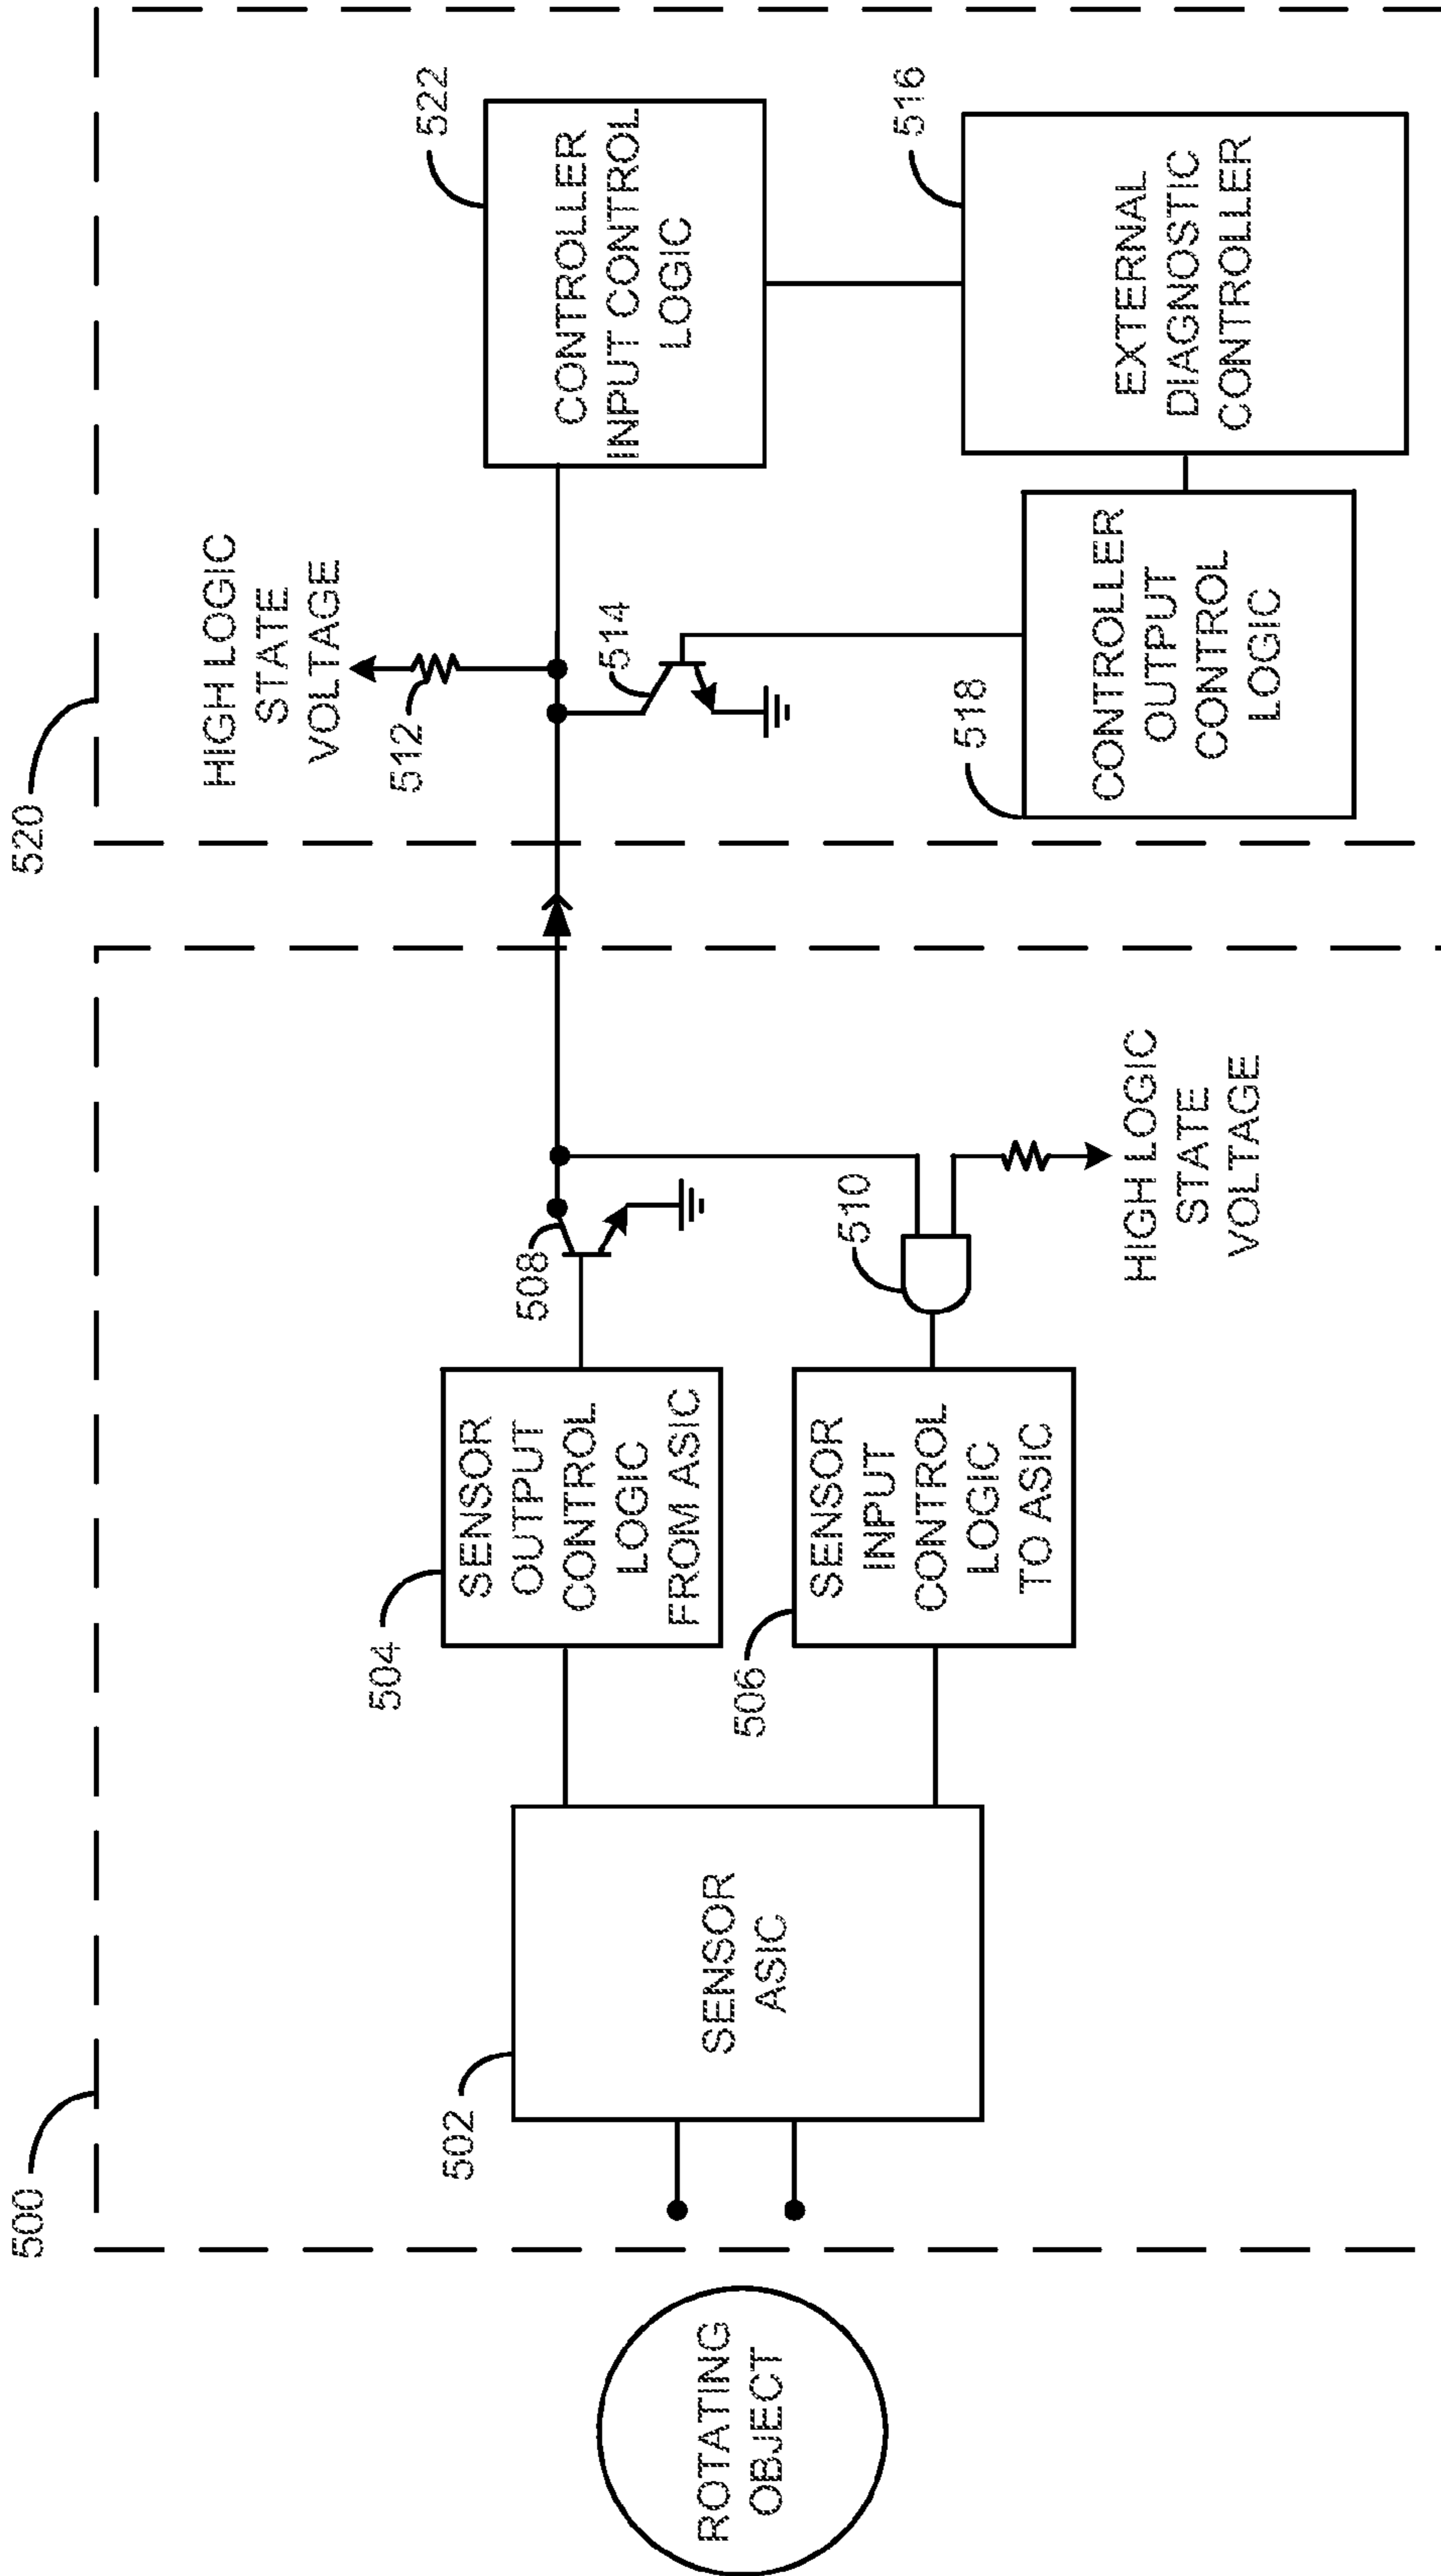 500
520
ROTATING
OBJECT
502
SENSOR
ASIC
504
SENSOR
OUTPUT
CONTROL
LOGIC
FROM ASIC
506
SENSOR
INPUT
CONTROL
LOGIC
TO ASIC
508
510
HIGH LOGIC
STATE
VOLTAGE
HIGH LOGIC
STATE
VOLTAGE
512
514
522
CONTROLLER
INPUT CONTROL
LOGIC
518
CONTROLLER
OUTPUT
CONTROL
LOGIC
516
EXTERNAL
DIAGNOSTIC
CONTROLLER